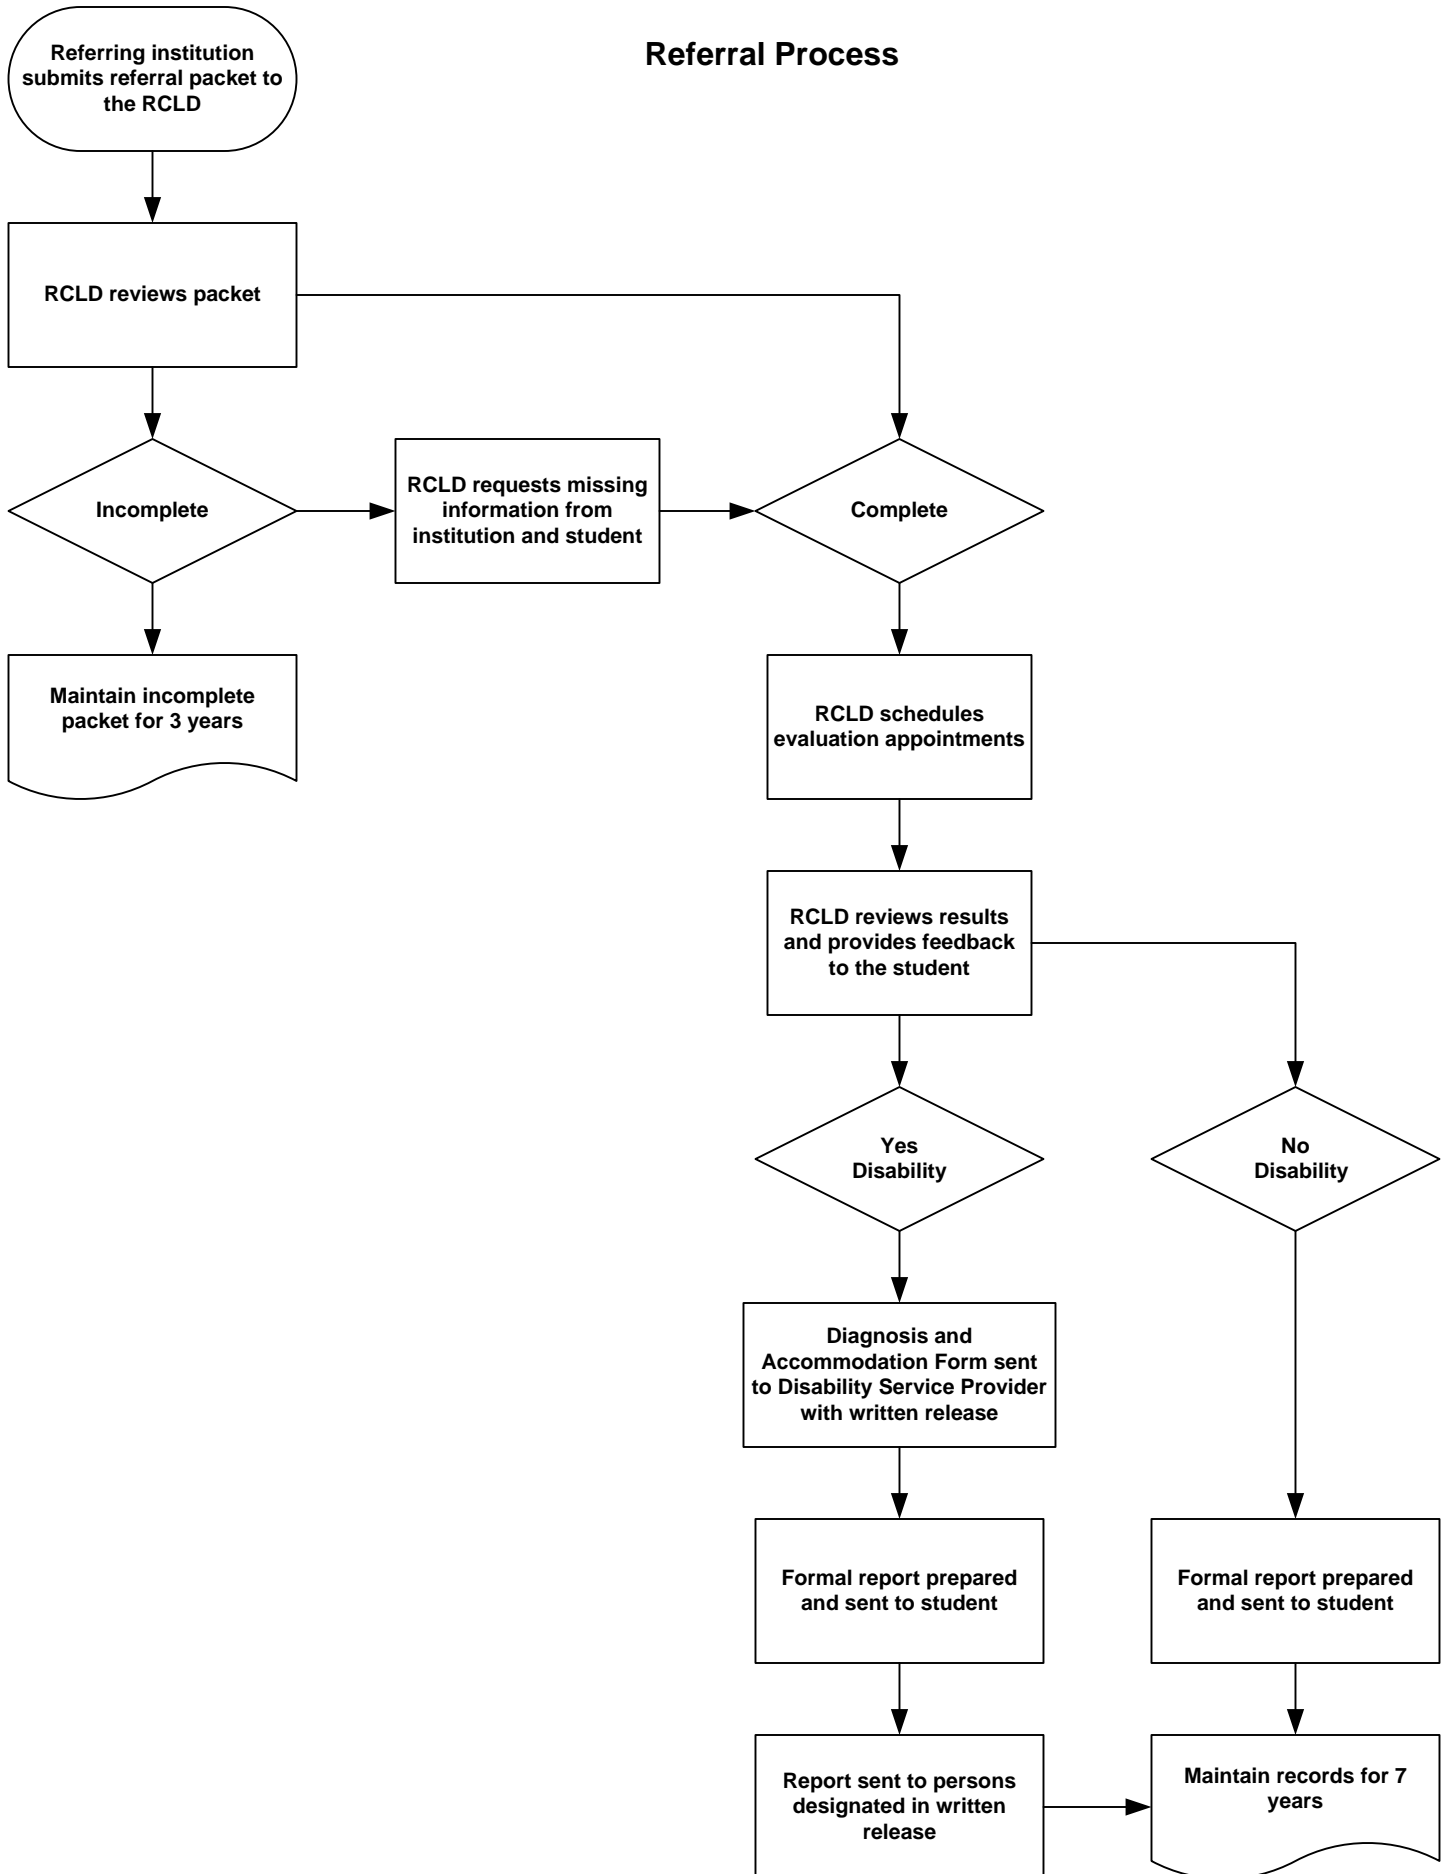 Referral Process
Referring institution
submits referral packet to
the RCLD
RCLD reviews packet
Incomplete
RCLD requests missing
information from
institution and student
Complete
Maintain incomplete
packet for 3 years
RCLD schedules
evaluation appointments
RCLD reviews results
and provides feedback
to the student
Yes
Disability
No
Disability
Diagnosis and
Accommodation Form sent
to Disability Service Provider
with written release
Formal report prepared
and sent to student
Formal report prepared
and sent to student
Report sent to persons
designated in written
release
Maintain records for 7
years